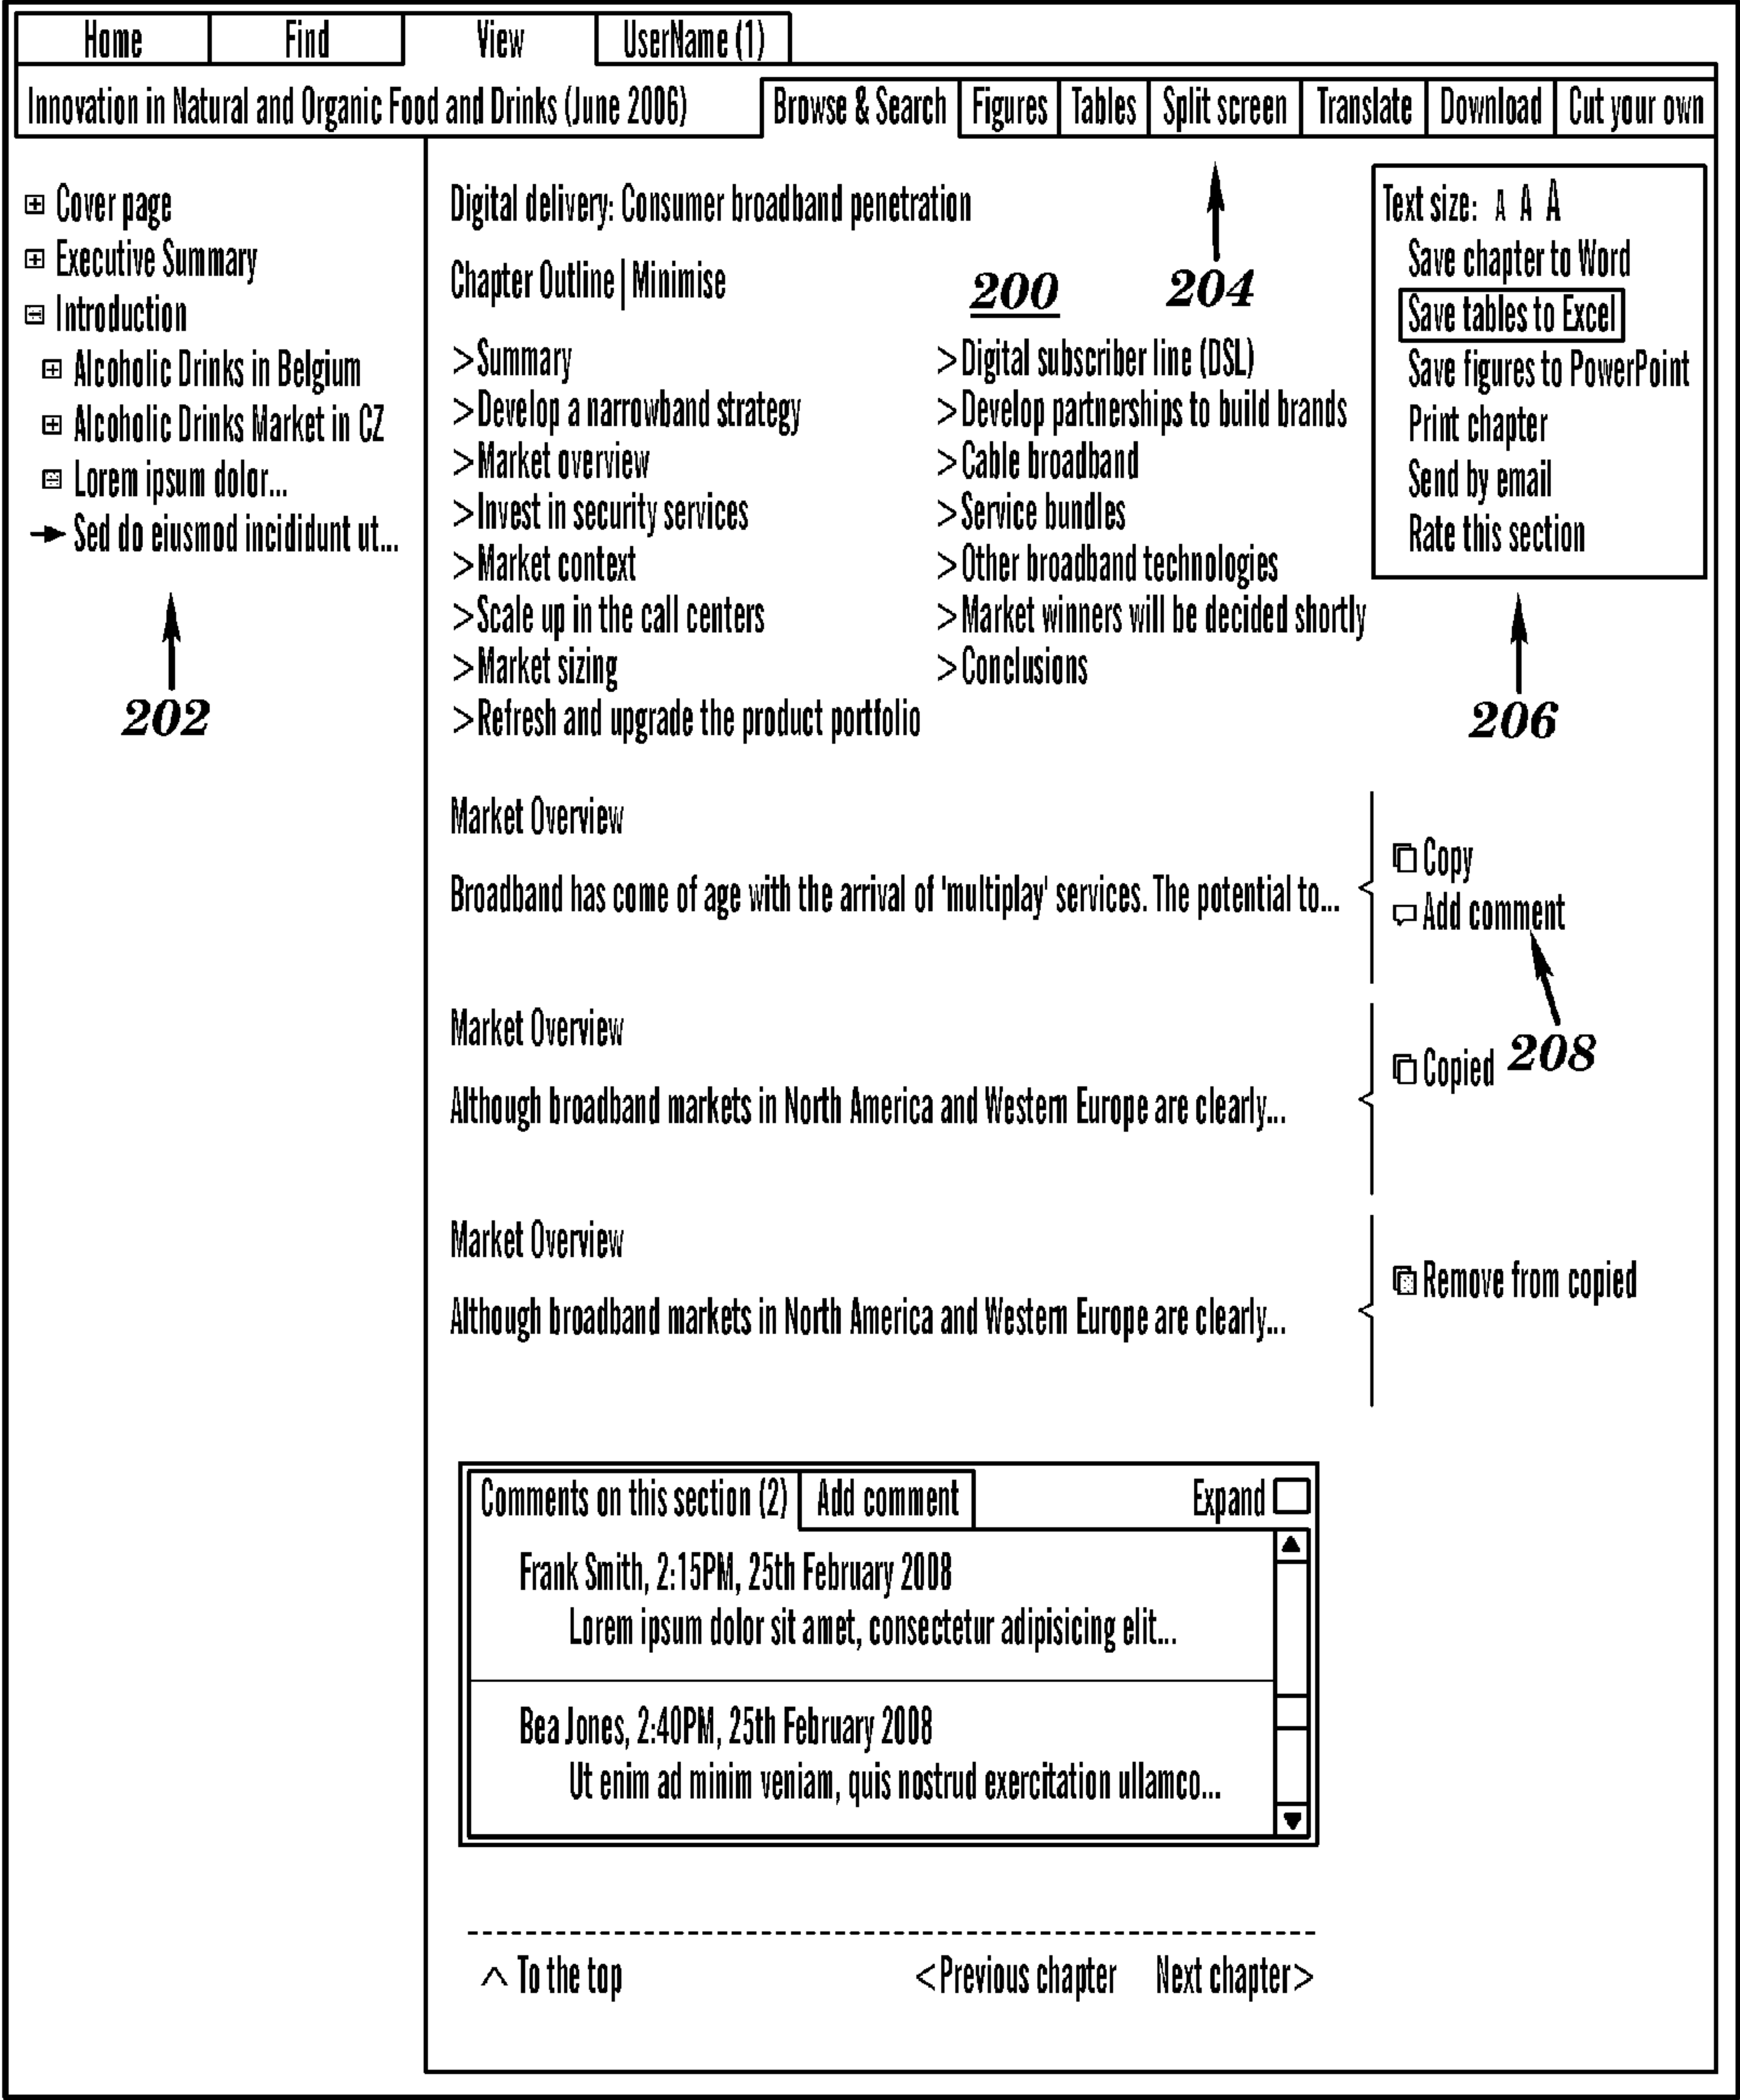 Home Find View UserName (1)
Innovation in Natural and Organic Food and Drinks (June 2006) Browse & Search Figures Tables Split screen Translate Download Cut your own
Cover page
Executive Summary
Introduction
Alcoholic Drinks in Belgium
Alcoholic Drinks Market in CZ
Lorem ipsum dolor...
Sed do eiusmod incididunt ut...
202
Digital delivery: Consumer broadband penetration
204
Chapter Outline | Minimise
200
>Summary
>Develop a narrowband strategy
>Market overview
>Invest in security services
>Market context
>Scale up in the call centers
>Market sizing
>Refresh and upgrade the product portfolio
>Digital subscriber line (DSL)
>Develop partnerships to build brands
>Cable broadband
>Service bundles
>Other broadband technologies
>Market winners will be decided shortly
>Conclusions
Text size: A A A
Save chapter to Word
Save tables to Excel
Save figures to PowerPoint
Print chapter
Send by email
Rate this section
206
Market Overview
Broadband has come of age with the arrival of 'multiplay' services. The potential to...
Copy
Add comment
208
Market Overview
Although broadband markets in North America and Western Europe are clearly...
Copied
Market Overview
Although broadband markets in North America and Western Europe are clearly...
Remove from copied
Comments on this section (2) Add comment Expand
Frank Smith, 2:15PM, 25th February 2008
Lorem ipsum dolor sit amet, consectetur adipisicing elit...
Bea Jones, 2:40PM, 25th February 2008
Ut enim ad minim veniam, quis nostrud exercitation ullamco...
^ To the top <Previous chapter Next chapter>